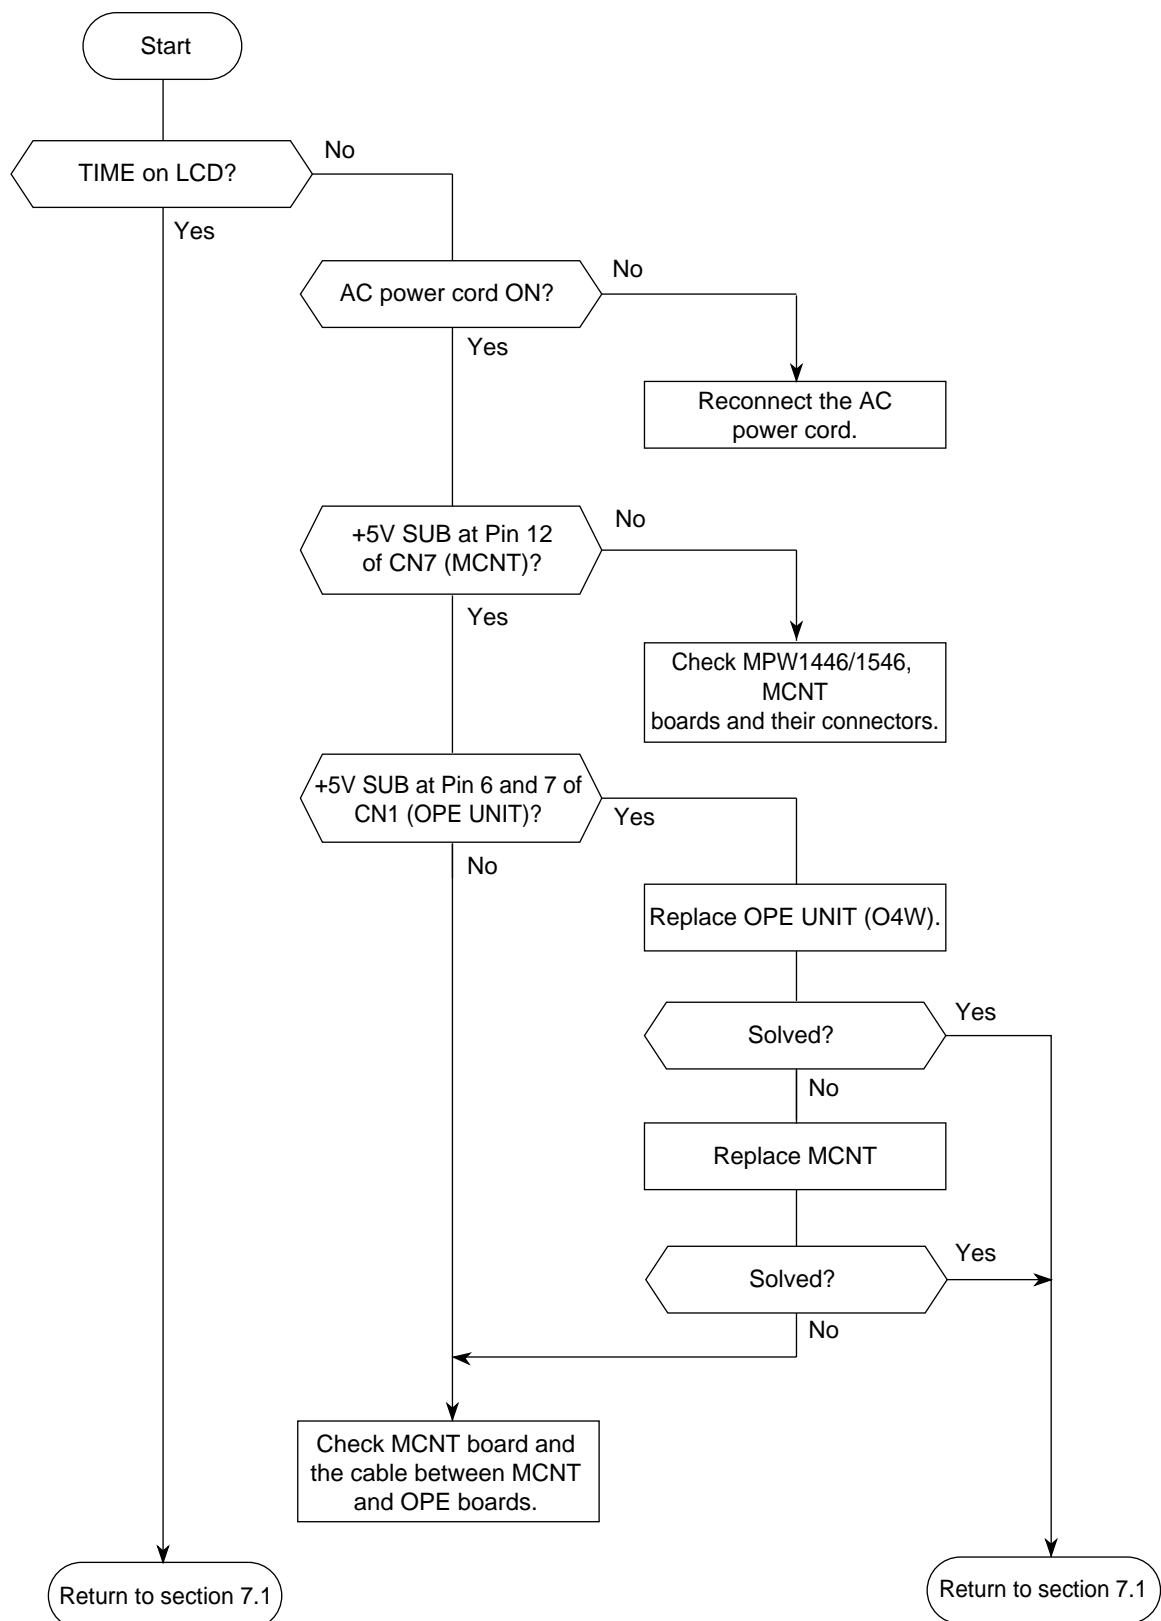 Start
TIME on LCD?
No
Yes
AC power cord ON?
No
Yes
Reconnect the AC
power cord.
+5V SUB at Pin 12
of CN7 (MCNT)?
No
Yes
Check MPW1446/1546,
MCNT
boards and their connectors.
+5V SUB at Pin 6 and 7 of
CN1 (OPE UNIT)?
Yes
No
Replace OPE UNIT (O4W).
Solved?
Yes
No
Replace MCNT
Solved?
Yes
No
Check MCNT board and
the cable between MCNT
and OPE boards.
Return to section 7.1
Return to section 7.1